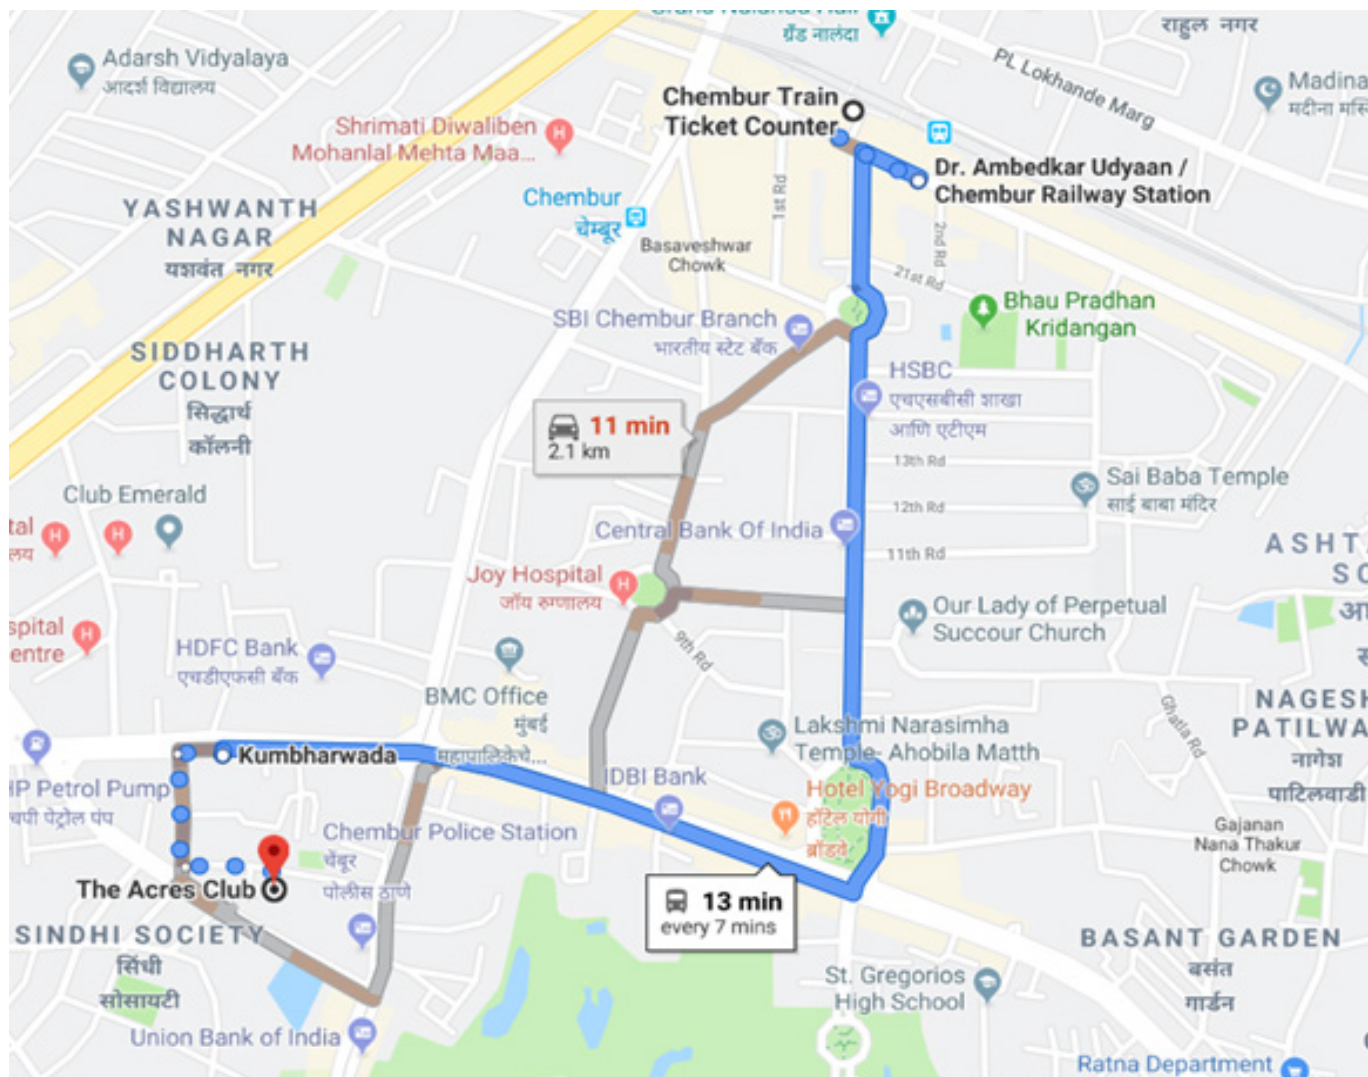 ग्रँड नालंदा
राहुल नगर
Adarsh Vidyalaya
आदर्श विद्यालय
PL Lokhande Marg
Madina
मदीना
Chembur Train
Ticket Counter
Shrimati Diwaliben
Mohanlal Mehta Maa...
Dr. Ambedkar Udyaan /
Chembur Railway Station
Chembur
चेंबूर
YASHWANTH
NAGAR
यशवंत नगर
1st Rd
2nd Rd
Basaveshwar
Chowk
21st Rd
Bhau Pradhan
Kridangan
SBI Chembur Branch
भारतीय स्टेट बँक
SIDDHARTH
COLONY
सिद्धार्थ
कॉलनी
HSBC
एचएसबीसी शाखा
आणि एटीएम
11 min
2.1 km
13th Rd
Sai Baba Temple
साई बाबा मंदिर
Club Emerald
12th Rd
Central Bank Of India
tal
लय
11th Rd
ASHT
SO
Joy Hospital
जॉय रुग्णालय
Our Lady of Perpetual
Succour Church
spital
entre
HDFC Bank
एचडीएफसी बँक
9th Rd
BMC Office
मुंबई
महापालिकेचे...
Ghatla Rd
NAGESH
PATILWA
नागेश
पाटिलवाडी
Lakshmi Narasimha
Temple- Ahobila Matth
Kumbharwada
IDBI Bank
HP Petrol Pump
चपी पेट्रोल पंप
Hotel Yogi Broadway
हॉटेल योगी
ब्रॉडवे
Chembur Police Station
चेंबूर
पोलीस ठाणे
Gajanan
Nana Thakur
Chowk
The Acres Club
13 min
every 7 mins
SINDHI SOCIETY
सिंधी
सोसायटी
BASANT GARDEN
बसंत
गार्डन
St. Gregorios
High School
Union Bank of India
Ratna Department